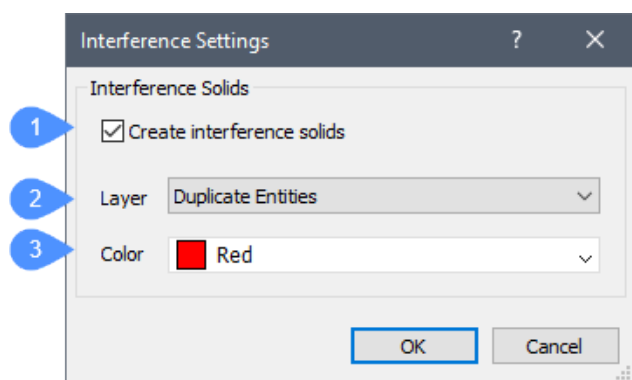 Interference Settings ?
Interference Solids
1 Create interference solids
2 Layer Duplicate Entities
3 Color Red
OK Cancel